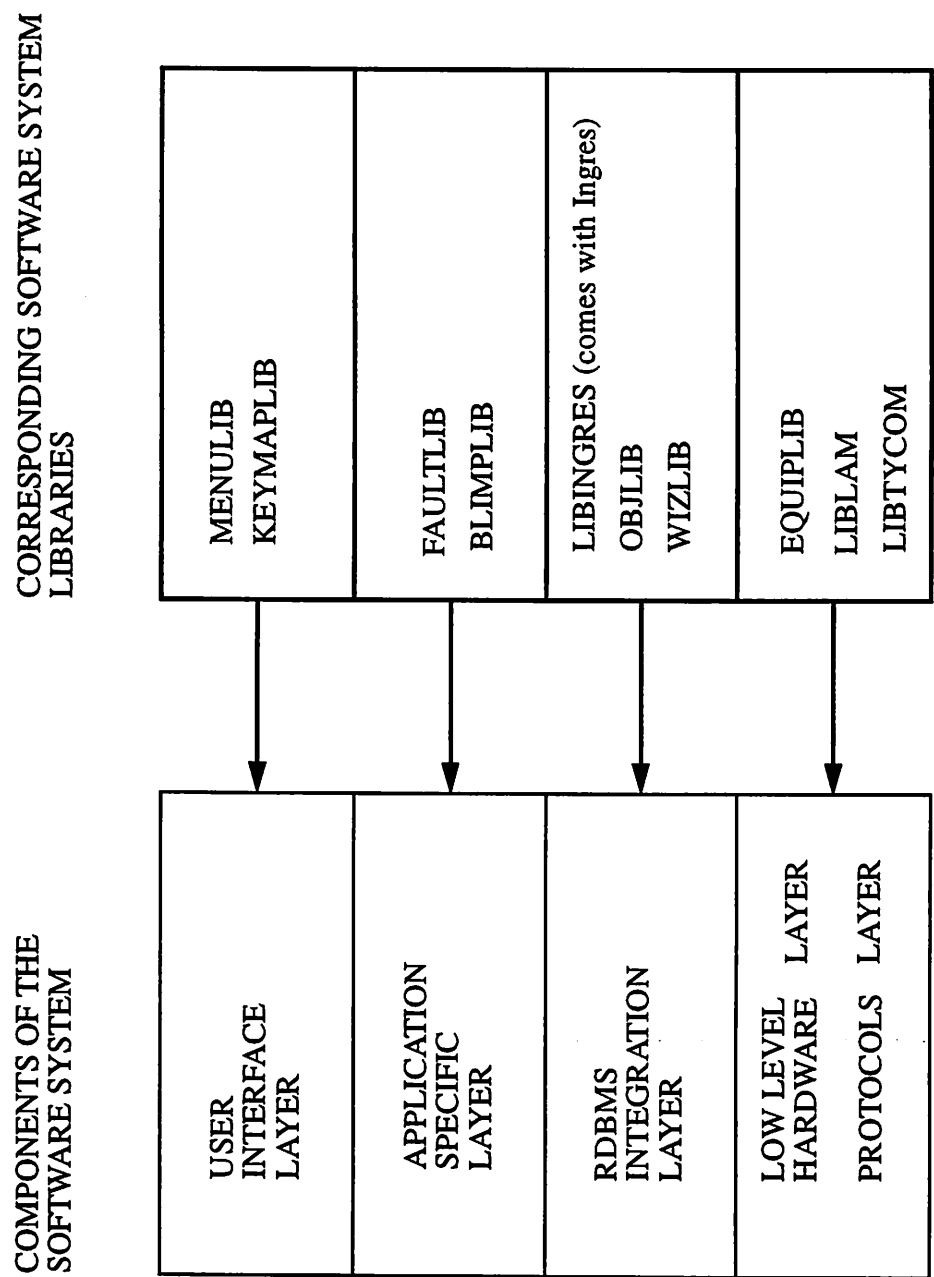 COMPONENTS OF THE
SOFTWARE SYSTEM
USER
INTERFACE
LAYER
APPLICATION
SPECIFIC
LAYER
RDBMS
INTEGRATION
LAYER
LOW LEVEL
HARDWARE LAYER
PROTOCOLS LAYER
CORRESPONDING SOFTWARE SYSTEM
LIBRARIES
MENULIB
KEYMAPLIB
FAULTLIB
BLIMPLIB
LIBINGRES (comes with Ingres)
OBJLIB
WIZLIB
EQUIPLIB
LIBLAM
LIBTYCOM